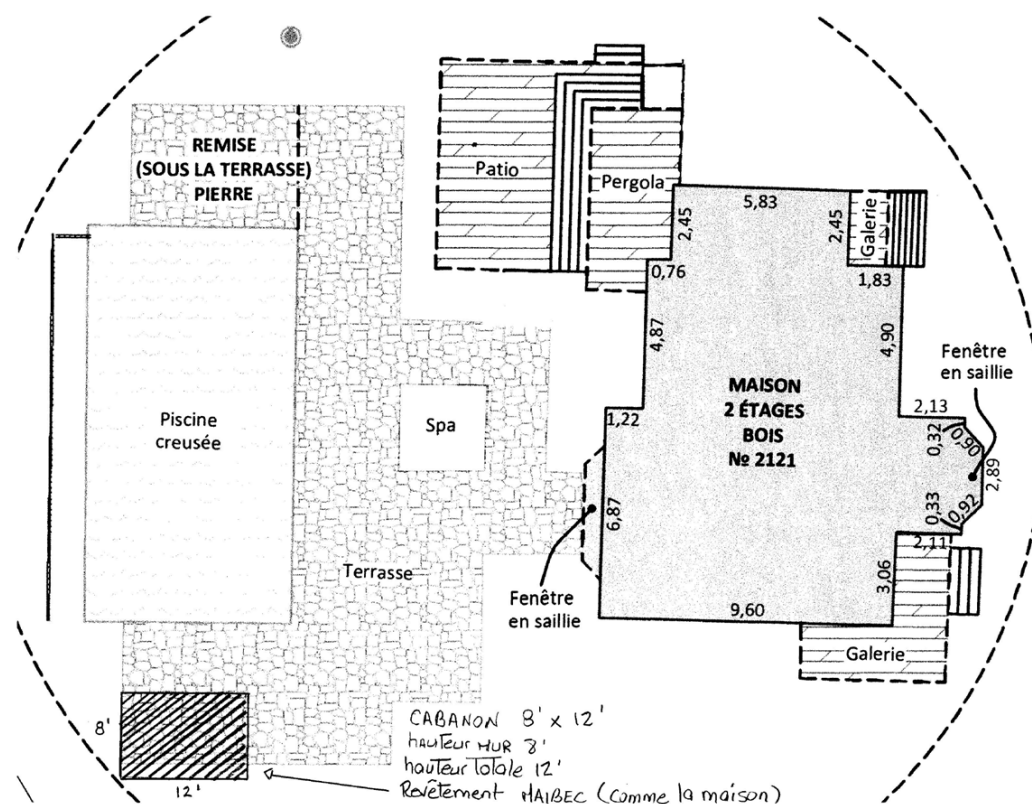 REMISE
(SOUS LA TERRASSE)
PIERRE
Patio
Pergola
5,83
2,45
2,45
Galerie
0,76
1,83
4,87
4,90
Fenêtre
en saillie
MAISON
2 ÉTAGES
BOIS
№ 2121
Piscine
creusée
Spa
1,22
2,13
0,32
0,90
2,89
6,87
0,33
0,92
2,11
Terrasse
3,06
Fenêtre
en saillie
9,60
Galerie
8'
12'
CABANON 8' x 12'
hauteur MUR 8'
hauteur Totale 12'
Revêtement MAIBEC (comme la maison)